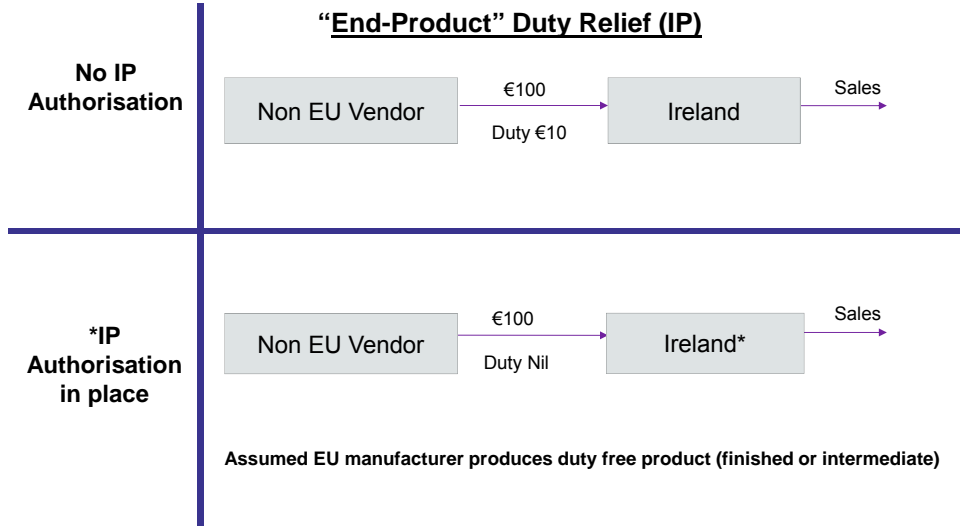 “End-Product” Duty Relief (IP)
No IP
Authorisation
Non EU Vendor
€100
Duty €10
Ireland
Sales
*IP
Authorisation
in place
Non EU Vendor
€100
Duty Nil
Ireland*
Sales
Assumed EU manufacturer produces duty free product (finished or intermediate)